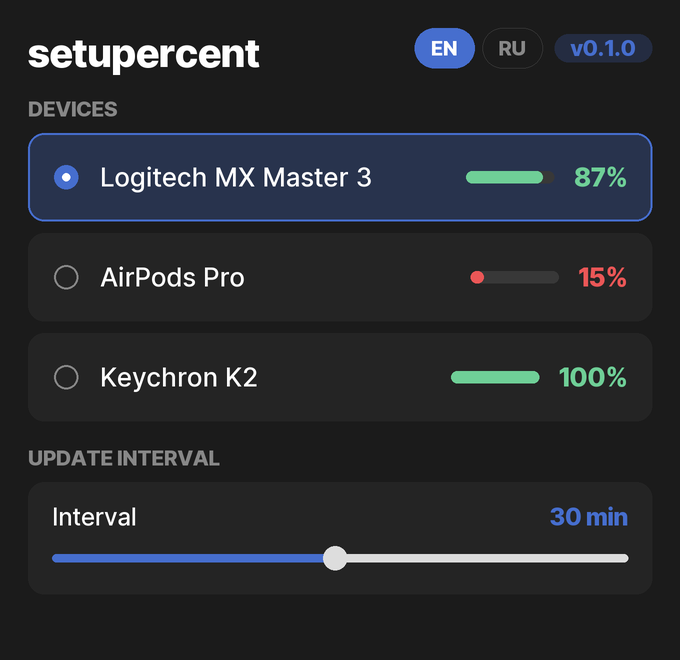 setupercent EN RU v0.1.0
DEVICES
Logitech MX Master 3 87%
AirPods Pro 15%
Keychron K2 100%
UPDATE INTERVAL
Interval 30 min